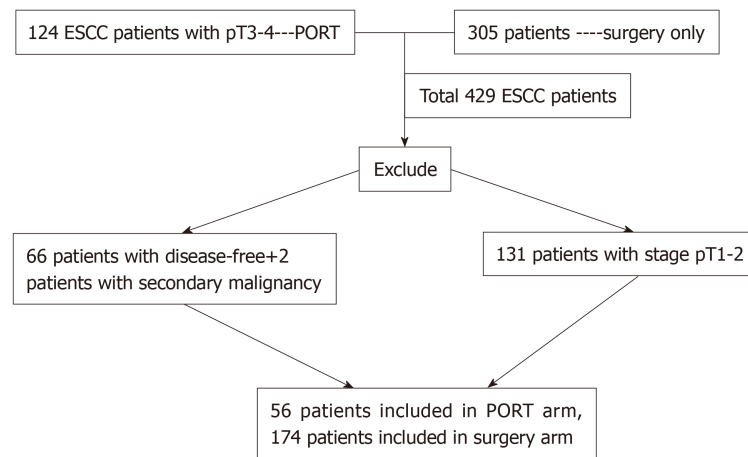 124 ESCC patients with pT3-4---PORT
305 patients ----surgery only
Total 429 ESCC patients
Exclude
66 patients with disease-free+2
patients with secondary malignancy
131 patients with stage pT1-2
56 patients included in PORT arm,
174 patients included in surgery arm